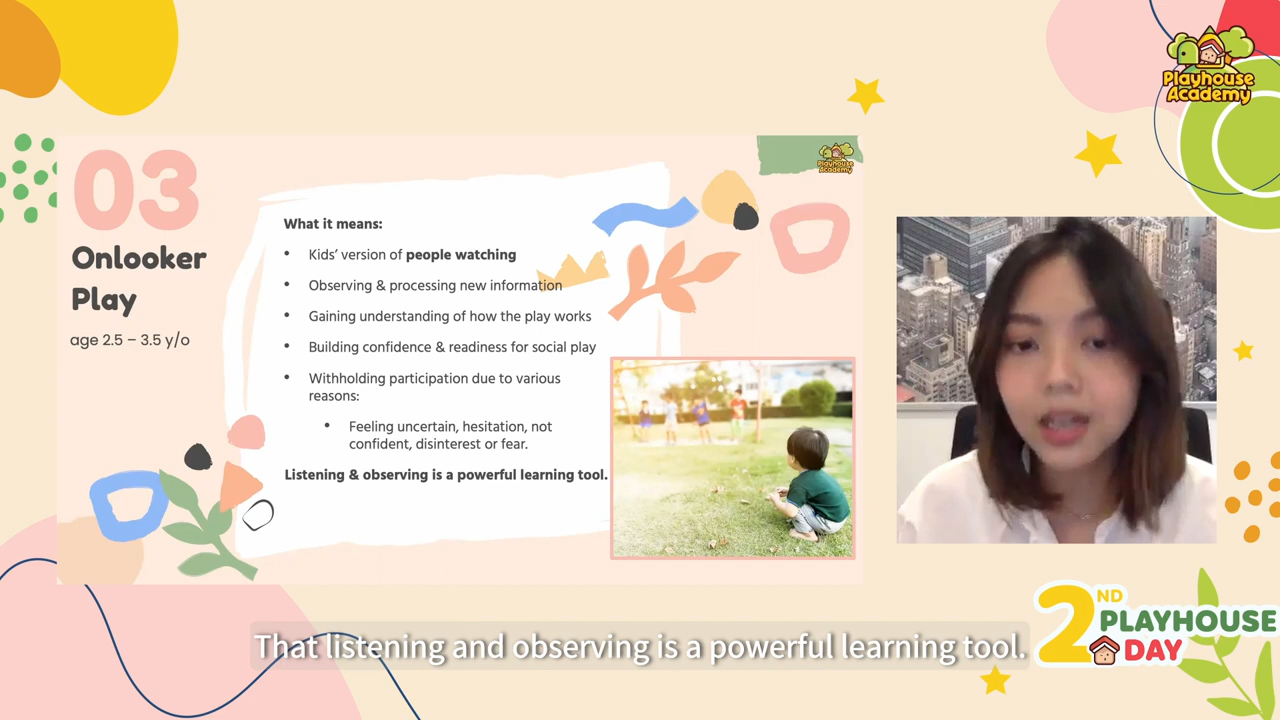 Playhouse
Academy
03
Onlooker
Play
age 2.5 – 3.5 y/o
Playhouse
Academy
What it means:
• Kids’ version of people watching
• Observing & processing new information
• Gaining understanding of how the play works
• Building confidence & readiness for social play
• Withholding participation due to various
reasons:
• Feeling uncertain, hesitation, not
confident, disinterest or fear.
Listening & observing is a powerful learning tool.
That listening and observing is a powerful learning tool.
2ND
PLAYHOUSE
DAY